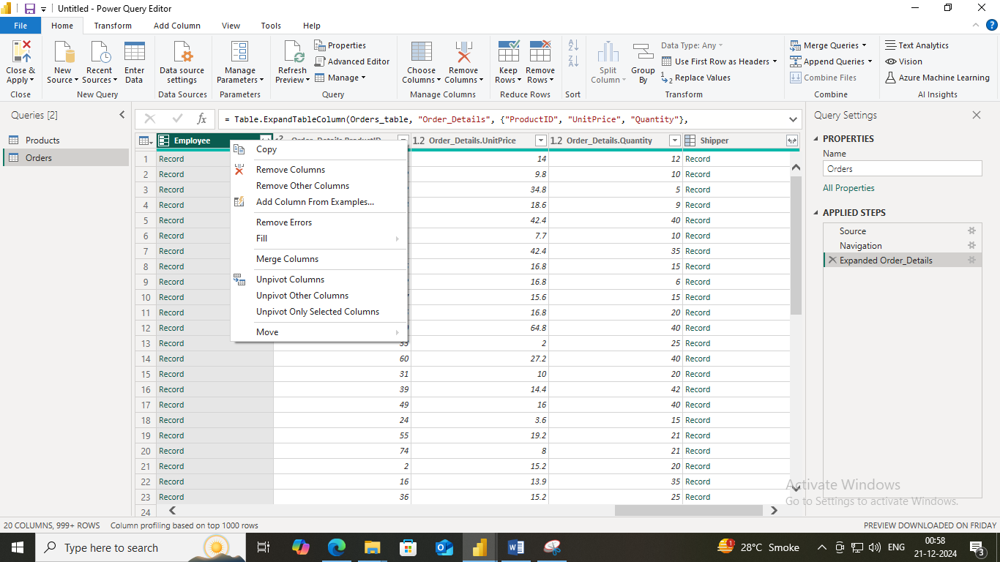 Untitled - Power Query Editor
File Home Transform Add Column View Tools Help
Close & Apply
Close
New Source
Recent Sources
Enter Data
New Query
Data source settings
Data Sources
Manage Parameters
Parameters
Refresh Preview
Properties
Advanced Editor
Manage
Query
Choose Columns
Remove Columns
Manage Columns
Keep Rows
Remove Rows
Reduce Rows
Sort
Split Column
Group By
Data Type: Any
Use First Row as Headers
Replace Values
Transform
Merge Queries
Append Queries
Combine Files
Combine
Text Analytics
Vision
Azure Machine Learning
AI Insights
Queries [2]
Products
Orders
= Table.ExpandTableColumn(Orders_table, "Order_Details", {"ProductID", "UnitPrice", "Quantity"},
Employee 1.2 Order_Details.UnitPrice 1.2 Order_Details.Quantity Shipper
1 Record 14 12 Record
2 Record 9.8 10 Record
3 Record 34.8 5 Record
4 Record 18.6 9 Record
5 Record 42.4 40 Record
6 Record 7.7 10 Record
7 Record 42.4 35 Record
8 Record 16.8 15 Record
9 Record 16.8 6 Record
10 Record 15.6 15 Record
11 Record 16.8 20 Record
12 Record 64.8 40 Record
13 Record 2 25 Record
14 Record 60 27.2 40 Record
15 Record 31 10 20 Record
16 Record 39 14.4 42 Record
17 Record 49 16 40 Record
18 Record 24 3.6 15 Record
19 Record 55 19.2 21 Record
20 Record 74 8 21 Record
21 Record 2 15.2 20 Record
22 Record 16 13.9 35 Record
23 Record 36 15.2 25 Record
24
Copy
Remove Columns
Remove Other Columns
Add Column From Examples...
Remove Errors
Fill
Merge Columns
Unpivot Columns
Unpivot Other Columns
Unpivot Only Selected Columns
Move
Query Settings
PROPERTIES
Name
Orders
All Properties
APPLIED STEPS
Source
Navigation
Expanded Order_Details
Activate Windows
Go to Settings to activate Windows.
20 COLUMNS, 999+ ROWS Column profiling based on top 1000 rows
PREVIEW DOWNLOADED ON FRIDAY
Type here to search
1
28°C Smoke
ENG
00:58
21-12-2024
3